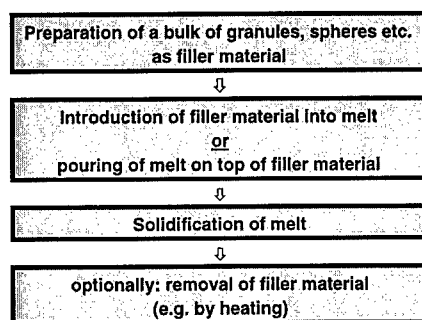 Preparation of a bulk of granules, spheres etc.
as filler material
⇩
Introduction of filler material into melt
or
pouring of melt on top of filler material
⇩
Solidification of melt
⇩
optionally: removal of filler material
(e.g. by heating)